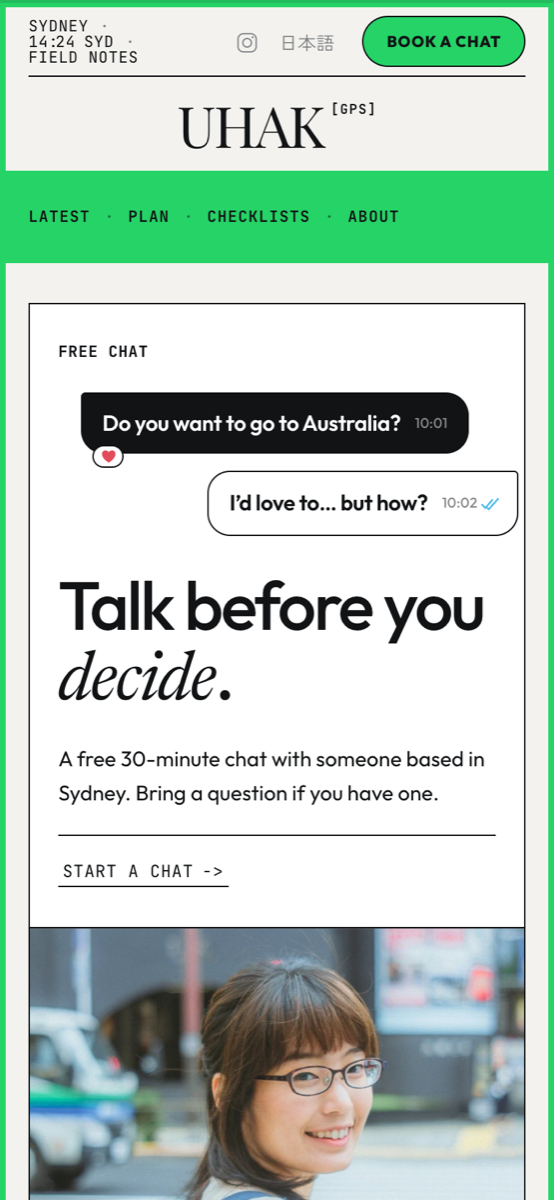 SYDNEY ·
14:24 SYD ·
FIELD NOTES
日本語
BOOK A CHAT
UHAK [GPS]
LATEST · PLAN · CHECKLISTS · ABOUT
FREE CHAT
Do you want to go to Australia? 10:01
I’d love to... but how? 10:02
Talk before you
decide.
A free 30-minute chat with someone based in
Sydney. Bring a question if you have one.
START A CHAT ->